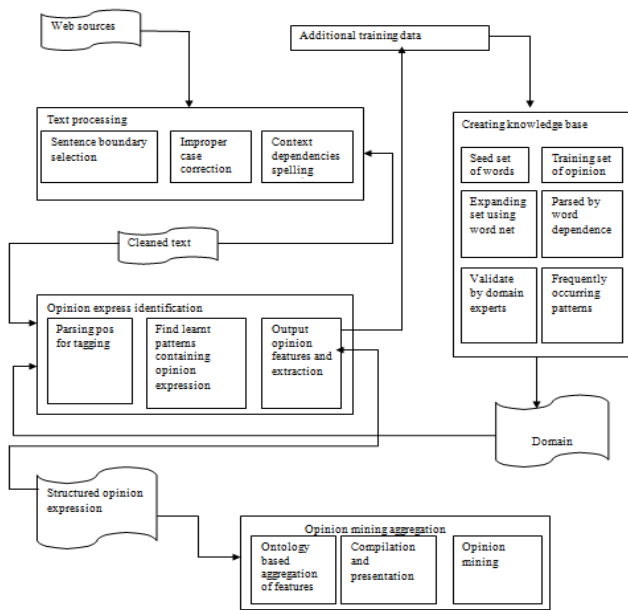 Web sources
Additional training data
Text processing
Sentence boundary
selection
Improper
case
correction
Context
dependencies
spelling
Creating knowledge base
Seed set
of words
Training set
of opinion
Expanding
set using
word net
Parsed by
word
dependence
Validate
by domain
experts
Frequently
occurring
patterns
Cleaned text
Opinion express identification
Parsing pos
for tagging
Find learnt
patterns
containing
opinion
expression
Output
opinion
features and
extraction
Domain
Structured opinion
expression
Opinion mining aggregation
Ontology
based
aggregation
of features
Compilation
and
presentation
Opinion
mining